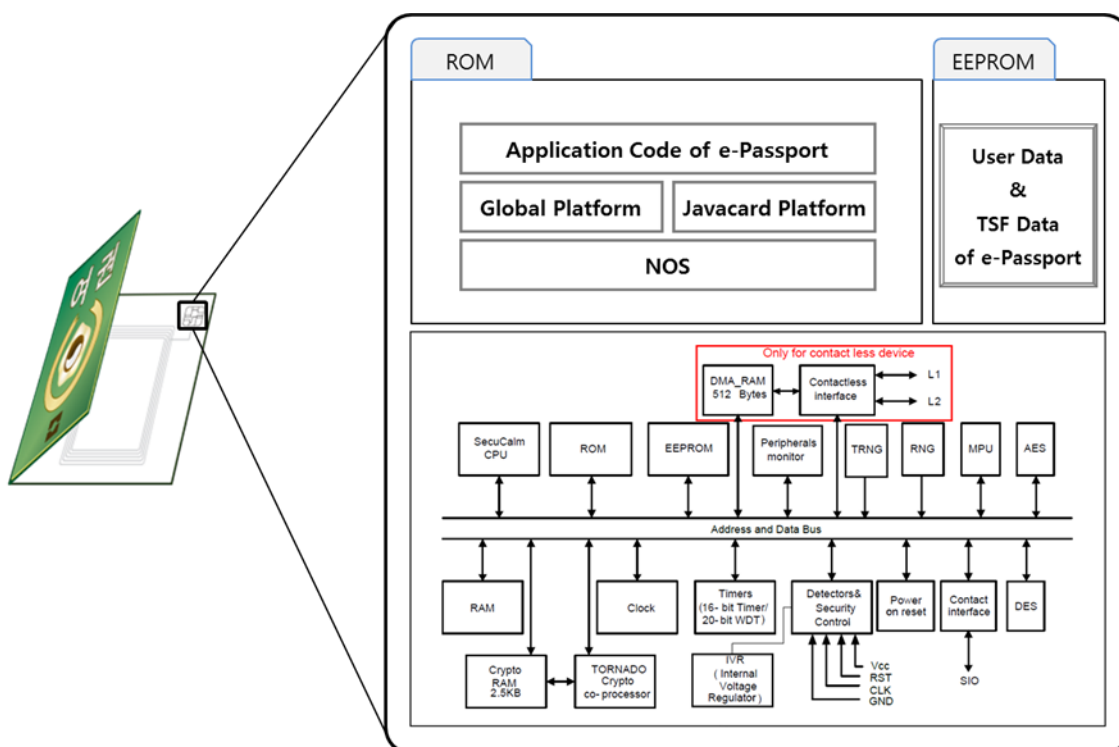 ROM
EEPROM
Application Code of e-Passport
Global Platform
Javacard Platform
NOS
User Data
&
TSF Data
of e-Passport
Only for contact less device
DMA_RAM
512 Bytes
Contactless
interface
L1
L2
SecuCalm
CPU
ROM
EEPROM
Peripherals
monitor
TRNG
RNG
MPU
AES
Address and Data Bus
RAM
Clock
Timers
(16- bit Timer/
20- bit WDT)
Detectors&
Security
Control
Power
on reset
Contact
interface
DES
Crypto
RAM
2.5KB
TORNADO
Crypto
co-processor
IVR
( Internal
Voltage
Regulator)
Vcc
RST
CLK
GND
SIO